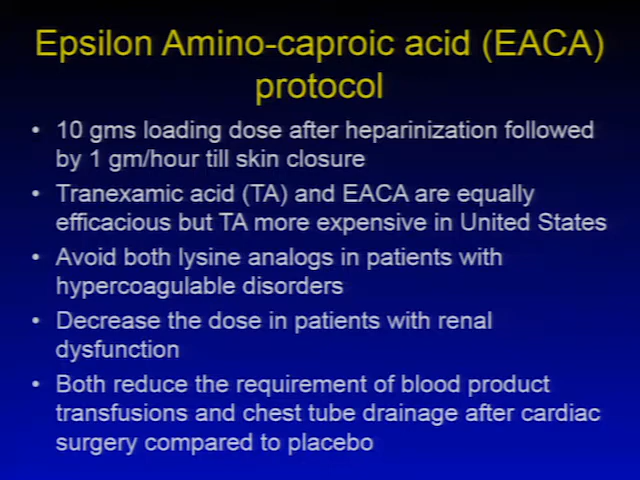 Epsilon Amino-caproic acid (EACA)
protocol
• 10 gms loading dose after heparinization followed
by 1 gm/hour till skin closure
• Tranexamic acid (TA) and EACA are equally
efficacious but TA more expensive in United States
• Avoid both lysine analogs in patients with
hypercoagulable disorders
• Decrease the dose in patients with renal
dysfunction
• Both reduce the requirement of blood product
transfusions and chest tube drainage after cardiac
surgery compared to placebo